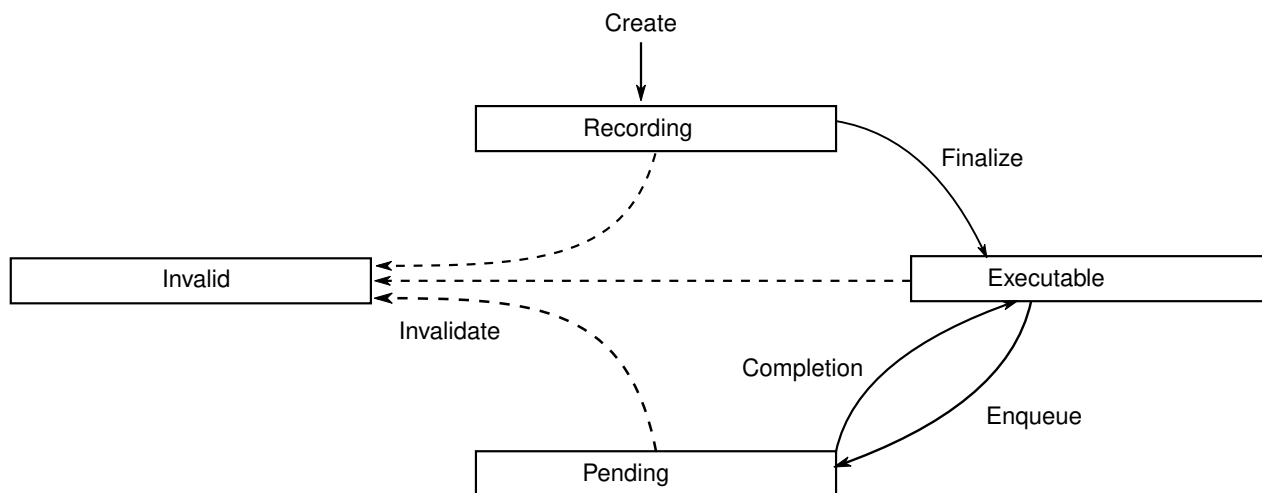 Create
Recording
Finalize
Invalid
Executable
Invalidate
Completion
Enqueue
Pending